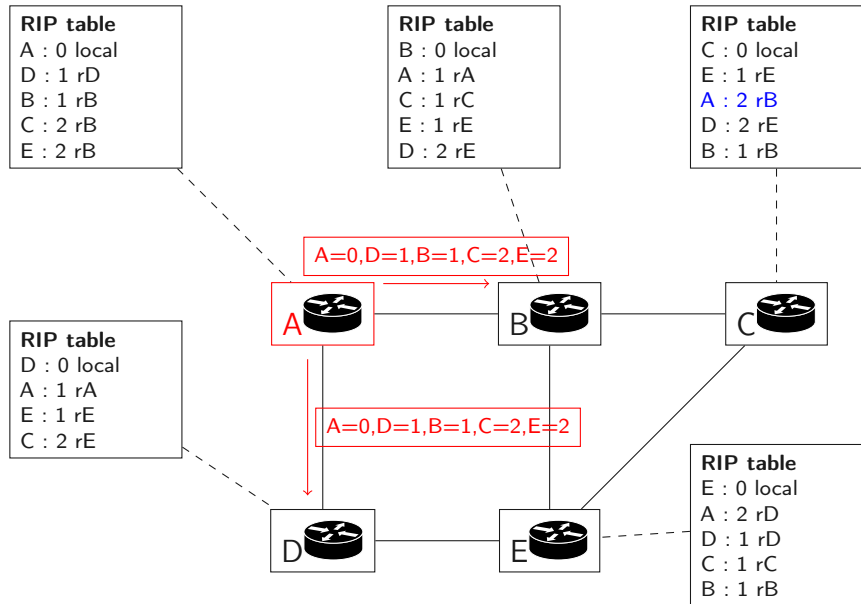 RIP table
A : 0 local
D : 1 rD
B : 1 rB
C : 2 rB
E : 2 rB
RIP table
B : 0 local
A : 1 rA
C : 1 rC
E : 1 rE
D : 2 rE
RIP table
C : 0 local
E : 1 rE
A : 2 rB
D : 2 rE
B : 1 rB
A=0,D=1,B=1,C=2,E=2
A
B
C
RIP table
D : 0 local
A : 1 rA
E : 1 rE
C : 2 rE
A=0,D=1,B=1,C=2,E=2
RIP table
E : 0 local
A : 2 rD
D : 1 rD
C : 1 rC
B : 1 rB
D
E